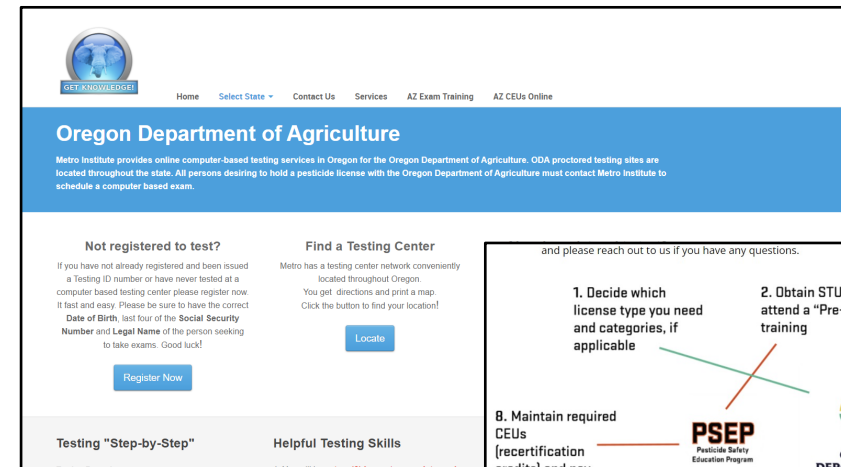 GET KNOWLEDGE!
Home Select State Contact Us Services AZ Exam Training AZ CEUs Online
Oregon Department of Agriculture
Metro Institute provides online computer-based testing services in Oregon for the Oregon Department of Agriculture. ODA proctored testing sites are
located throughout the state. All persons desiring to hold a pesticide license with the Oregon Department of Agriculture must contact Metro Institute to
schedule a computer based exam.
Not registered to test?
If you have not already registered and been issued
a Testing ID number or have never tested at a
computer based testing center please register now.
It fast and easy. Please be sure to have the correct
Date of Birth, last four of the Social Security
Number and Legal Name of the person seeking
to take exams. Good luck!
Register Now
Find a Testing Center
Metro has a testing center network conveniently
located throughout Oregon.
You get directions and print a map.
Click the button to find your location!
Locate
Testing "Step-by-Step"
Helpful Testing Skills
and please reach out to us if you have any questions.
1. Decide which
license type you need
and categories, if
applicable
2. Obtain STU
attend a "Pre-
training
8. Maintain required
CEUs
(recertification
PSEP
Pesticide Safety
Education Program